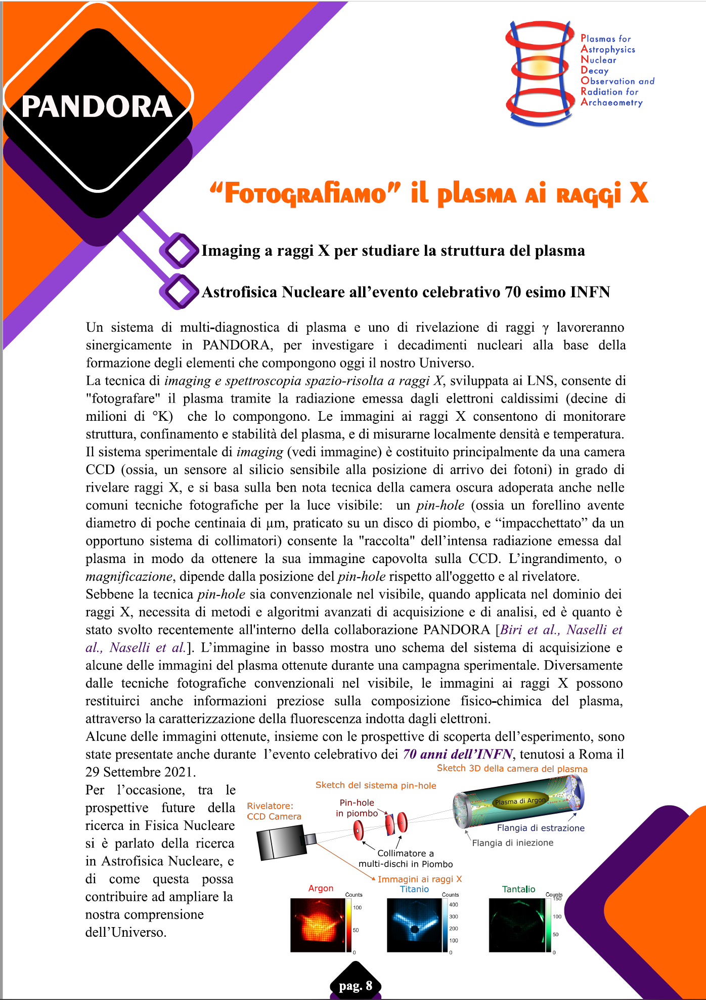 PANDORA
Plasmas for
Astrophysics
Nuclear
Decay
Observation and
Radiation for
Archaeometry
“Fotografiamo” il plasma ai raggi X
Imaging a raggi X per studiare la struttura del plasma
Astrofisica Nucleare all’evento celebrativo 70 esimo INFN
Un sistema di multi-diagnostica di plasma e uno di rivelazione di raggi γ lavoreranno
sinergicamente in PANDORA, per investigare i decadimenti nucleari alla base della
formazione degli elementi che compongono oggi il nostro Universo.
La tecnica di imaging e spettroscopia spazio-risolta a raggi X, sviluppata ai LNS, consente di
"fotografare" il plasma tramite la radiazione emessa dagli elettroni caldissimi (decine di
milioni di °K) che lo compongono. Le immagini ai raggi X consentono di monitorare
struttura, confinamento e stabilità del plasma, e di misurarne localmente densità e temperatura.
Il sistema sperimentale di imaging (vedi immagine) è costituito principalmente da una camera
CCD (ossia, un sensore al silicio sensibile alla posizione di arrivo dei fotoni) in grado di
rivelare raggi X, e si basa sulla ben nota tecnica della camera oscura adoperata anche nelle
comuni tecniche fotografiche per la luce visibile: un pin-hole (ossia un forellino avente
diametro di poche centinaia di µm, praticato su un disco di piombo, e “impacchettato” da un
opportuno sistema di collimatori) consente la "raccolta" dell’intensa radiazione emessa dal
plasma in modo da ottenere la sua immagine capovolta sulla CCD. L’ingrandimento, o
magnificazione, dipende dalla posizione del pin-hole rispetto all'oggetto e al rivelatore.
Sebbene la tecnica pin-hole sia convenzionale nel visibile, quando applicata nel dominio dei
raggi X, necessita di metodi e algoritmi avanzati di acquisizione e di analisi, ed è quanto è
stato svolto recentemente all'interno della collaborazione PANDORA [Biri et al., Naselli et
al., Naselli et al.]. L’immagine in basso mostra uno schema del sistema di acquisizione e
alcune delle immagini del plasma ottenute durante una campagna sperimentale. Diversamente
dalle tecniche fotografiche convenzionali nel visibile, le immagini ai raggi X possono
restituirci anche informazioni preziose sulla composizione fisico-chimica del plasma,
attraverso la caratterizzazione della fluorescenza indotta dagli elettroni.
Alcune delle immagini ottenute, insieme con le prospettive di scoperta dell’esperimento, sono
state presentate anche durante l’evento celebrativo dei 70 anni dell’INFN, tenutosi a Roma il
29 Settembre 2021.
Per l’occasione, tra le
prospettive future della
ricerca in Fisica Nucleare
si è parlato della ricerca
in Astrofisica Nucleare, e
di come questa possa
contribuire ad ampliare la
nostra comprensione
dell’Universo.
Sketch 3D della camera del plasma
Sketch del sistema pin-hole
Rivelatore:
CCD Camera
Pin-hole
in piombo
Plasma di Argon
Flangia di estrazione
Flangia di iniezione
Collimatore a
multi-dischi in Piombo
Immagini ai raggi X
Argon
Counts
100
50
0
Titanio
Counts
400
300
200
100
0
Tantalio
Counts
150
100
50
0
pag. 8